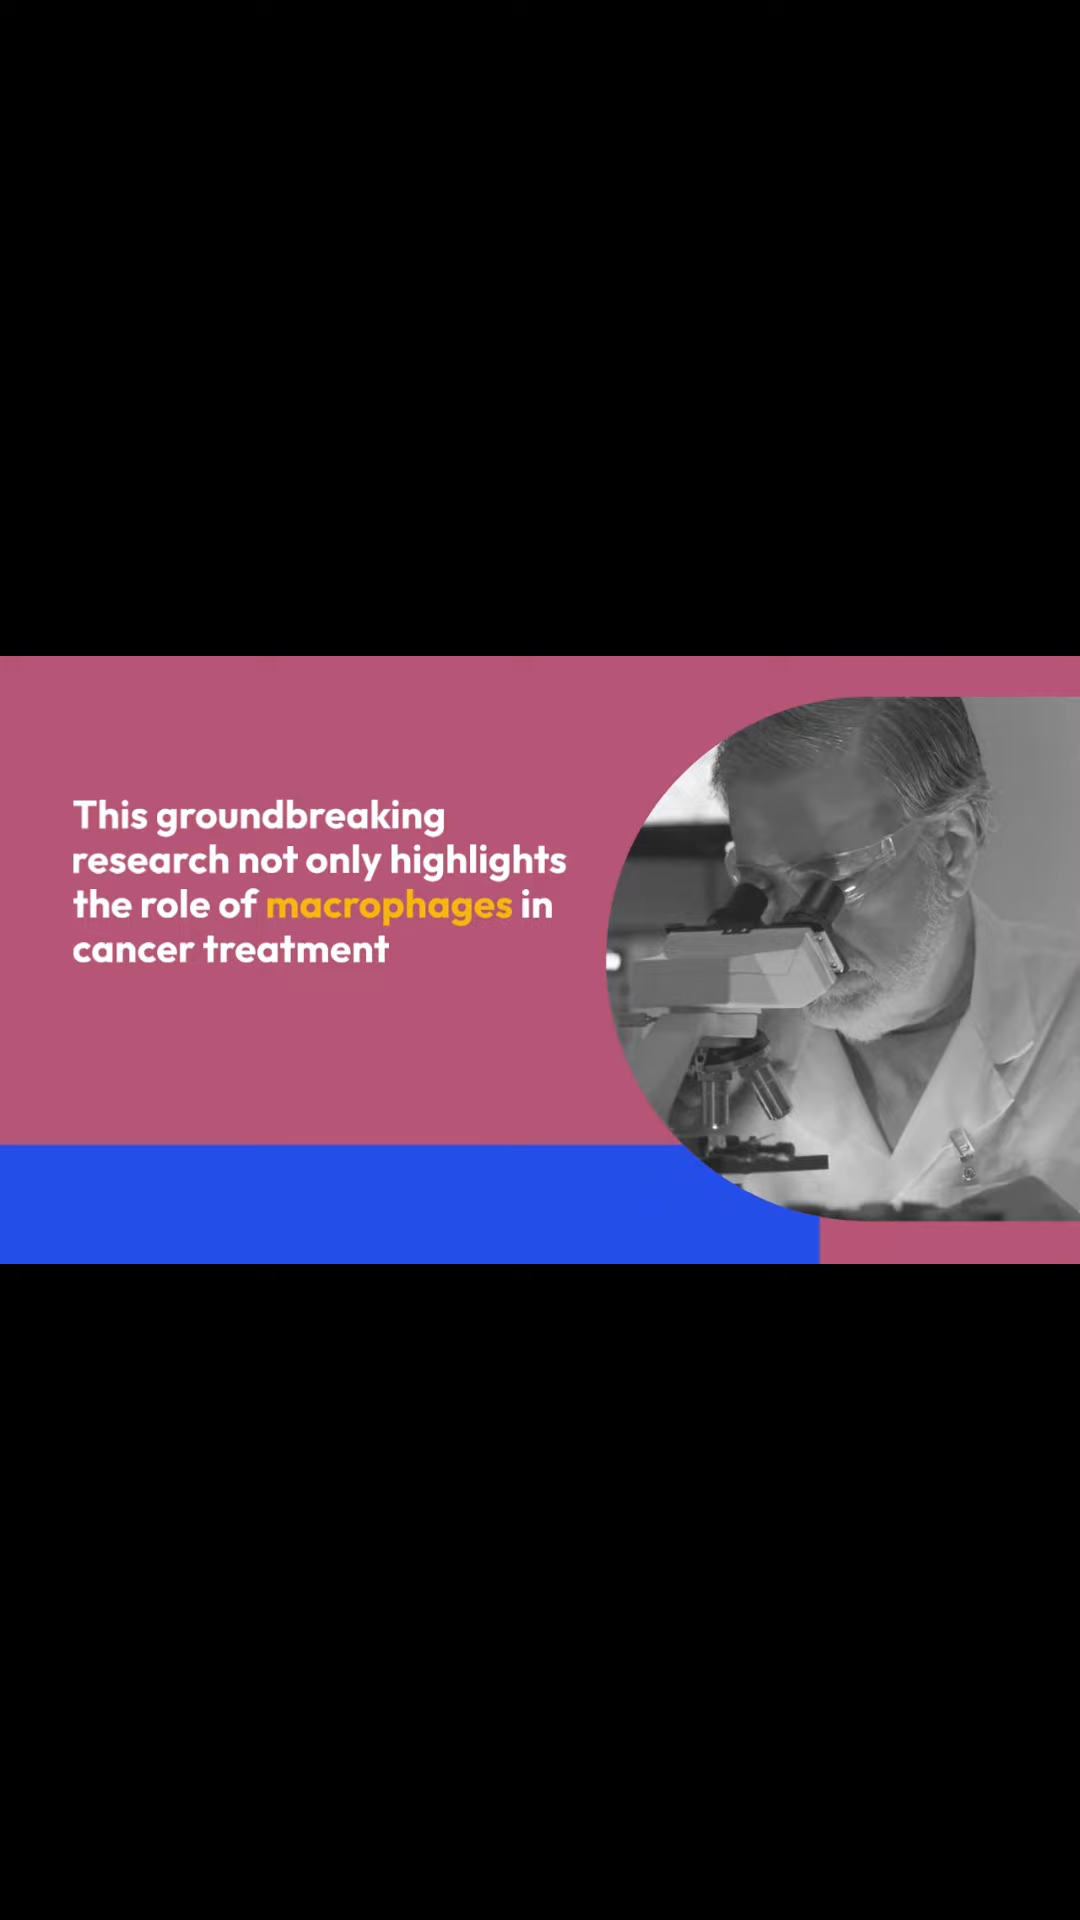 This groundbreaking
research not only highlights
the role of macrophages in
cancer treatment